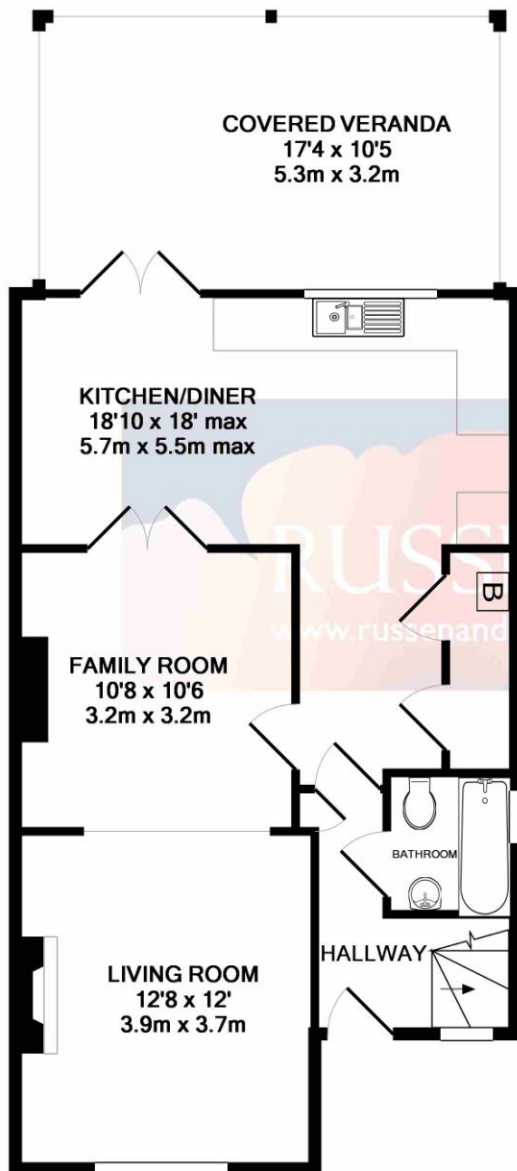 COVERED VERANDA
17'4 x 10'5
5.3m x 3.2m
KITCHEN/DINER
18'10 x 18' max
5.7m x 5.5m max
B
FAMILY ROOM
10'8 x 10'6
3.2m x 3.2m
BATHROOM
HALLWAY
LIVING ROOM
12'8 x 12'
3.9m x 3.7m